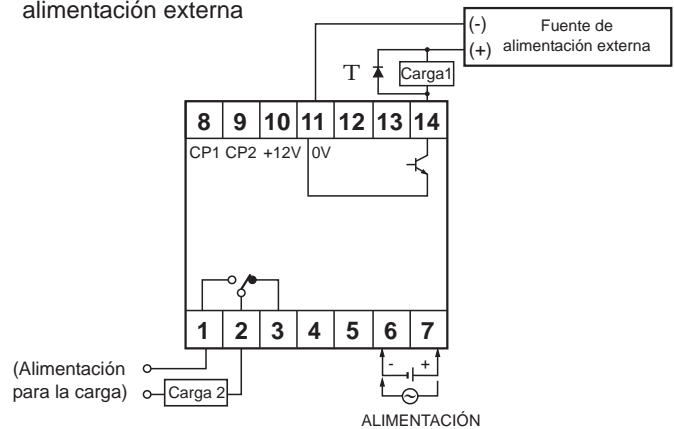 alimentación externa
(-) Fuente de
(+) alimentación externa
T Carga1
8 9 10 11 12 13 14
CP1 CP2 +12V 0V
1 2 3 4 5 6 7
(Alimentación
para la carga) Carga 2
- +
ALIMENTACIÓN